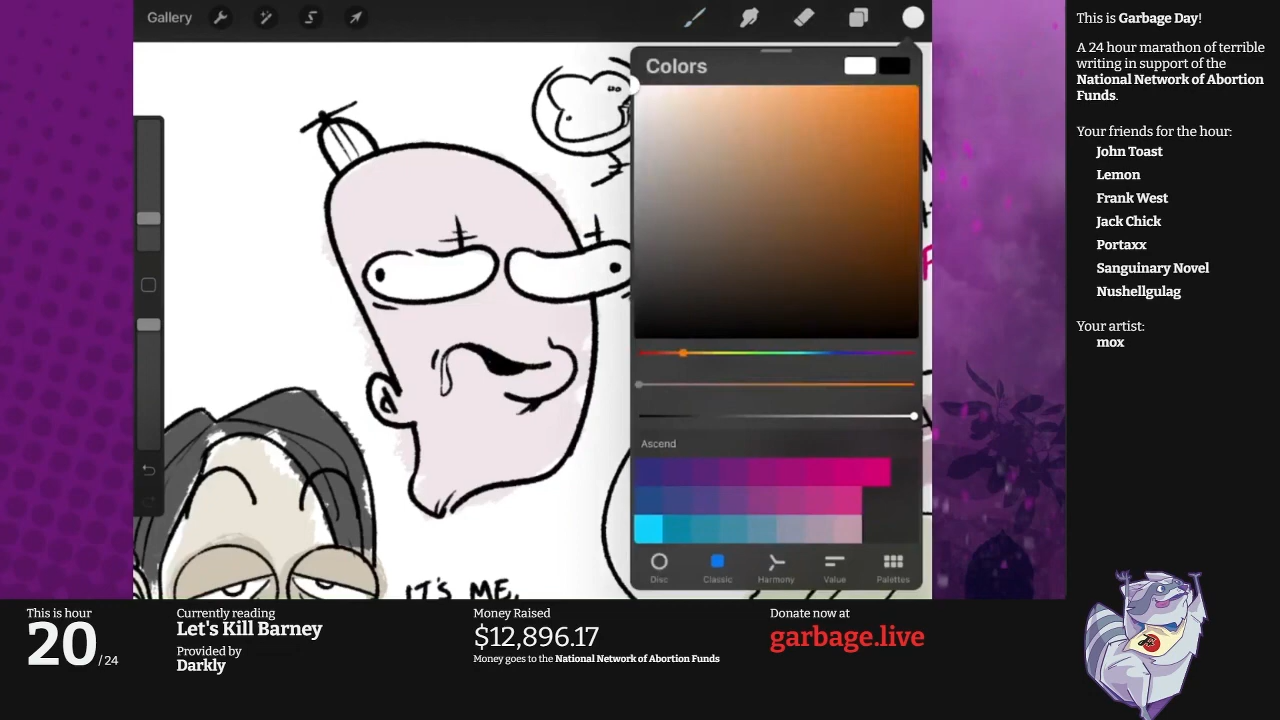 Gallery
Colors
Ascend
Disc
Classic
Harmony
Value
Palettes
IT'S ME,
This is Garbage Day!
A 24 hour marathon of terrible
writing in support of the
National Network of Abortion
Funds.
Your friends for the hour:
John Toast
Lemon
Frank West
Jack Chick
Portaxx
Sanguinary Novel
Nushellgulag
Your artist:
mox
This is hour
20 / 24
Currently reading
Let's Kill Barney
Provided by
Darkly
Money Raised
$12,896.17
Money goes to the National Network of Abortion Funds
Donate now at
garbage.live